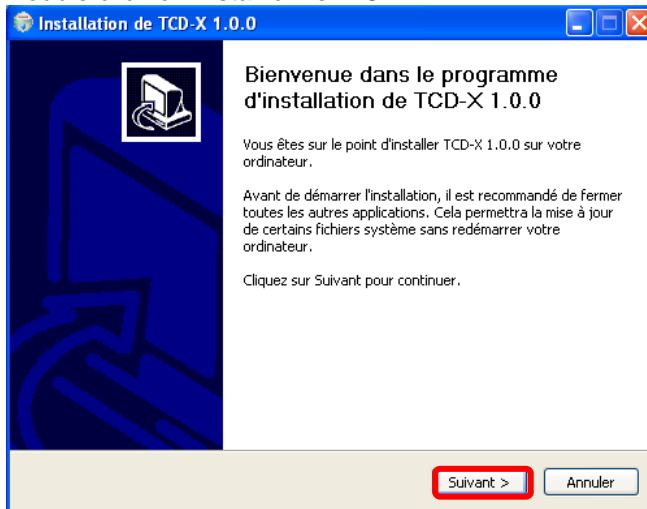 Installation de TCD-X 1.0.0
Bienvenue dans le programme
d'installation de TCD-X 1.0.0
Vous êtes sur le point d'installer TCD-X 1.0.0 sur votre
ordinateur.
Avant de démarrer l'installation, il est recommandé de fermer
toutes les autres applications. Cela permettra la mise à jour
de certains fichiers système sans redémarrer votre
ordinateur.
Cliquez sur Suivant pour continuer.
Suivant >
Annuler